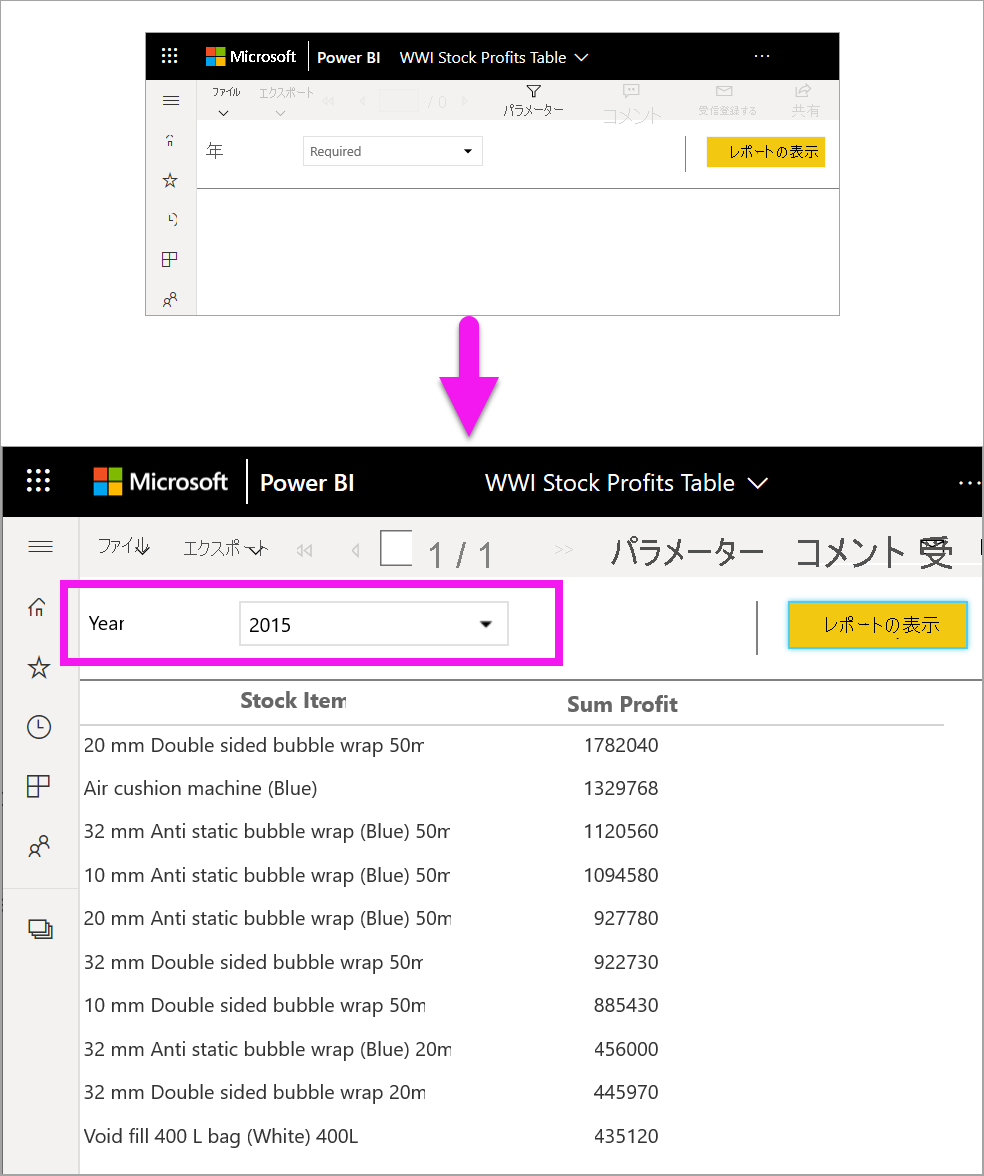 Microsoft Power BI WWI Stock Profits Table ...
ファイル エクスポート / 0 パラメーター コメント 受信登録する 共有
年 Required レポートの表示
Microsoft Power BI WWI Stock Profits Table ...
ファイル エクスポート 1 / 1 >> パラメーター コメント 受
Year 2015 レポートの表示
Stock Item Sum Profit
20 mm Double sided bubble wrap 50m 1782040
Air cushion machine (Blue) 1329768
32 mm Anti static bubble wrap (Blue) 50m 1120560
10 mm Anti static bubble wrap (Blue) 50m 1094580
20 mm Anti static bubble wrap (Blue) 50m 927780
32 mm Double sided bubble wrap 50m 922730
10 mm Double sided bubble wrap 50m 885430
32 mm Anti static bubble wrap (Blue) 20m 456000
32 mm Double sided bubble wrap 20m 445970
Void fill 400 L bag (White) 400L 435120